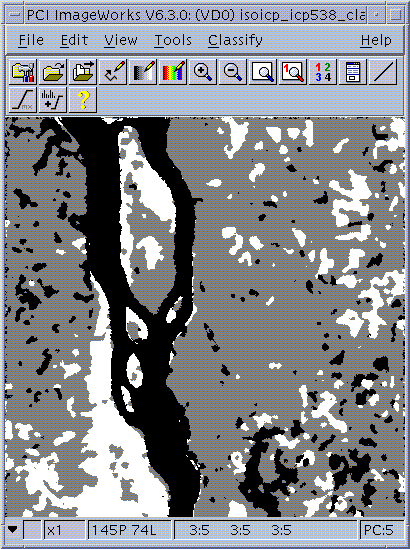 PCI ImageWorks V6.3.0: (VD0) isoicp_icp538_cla
File Edit View Tools Classify Help
1 2
3 4
mx
?
x1 145P 74L 3:5 3:5 3:5 PC:5